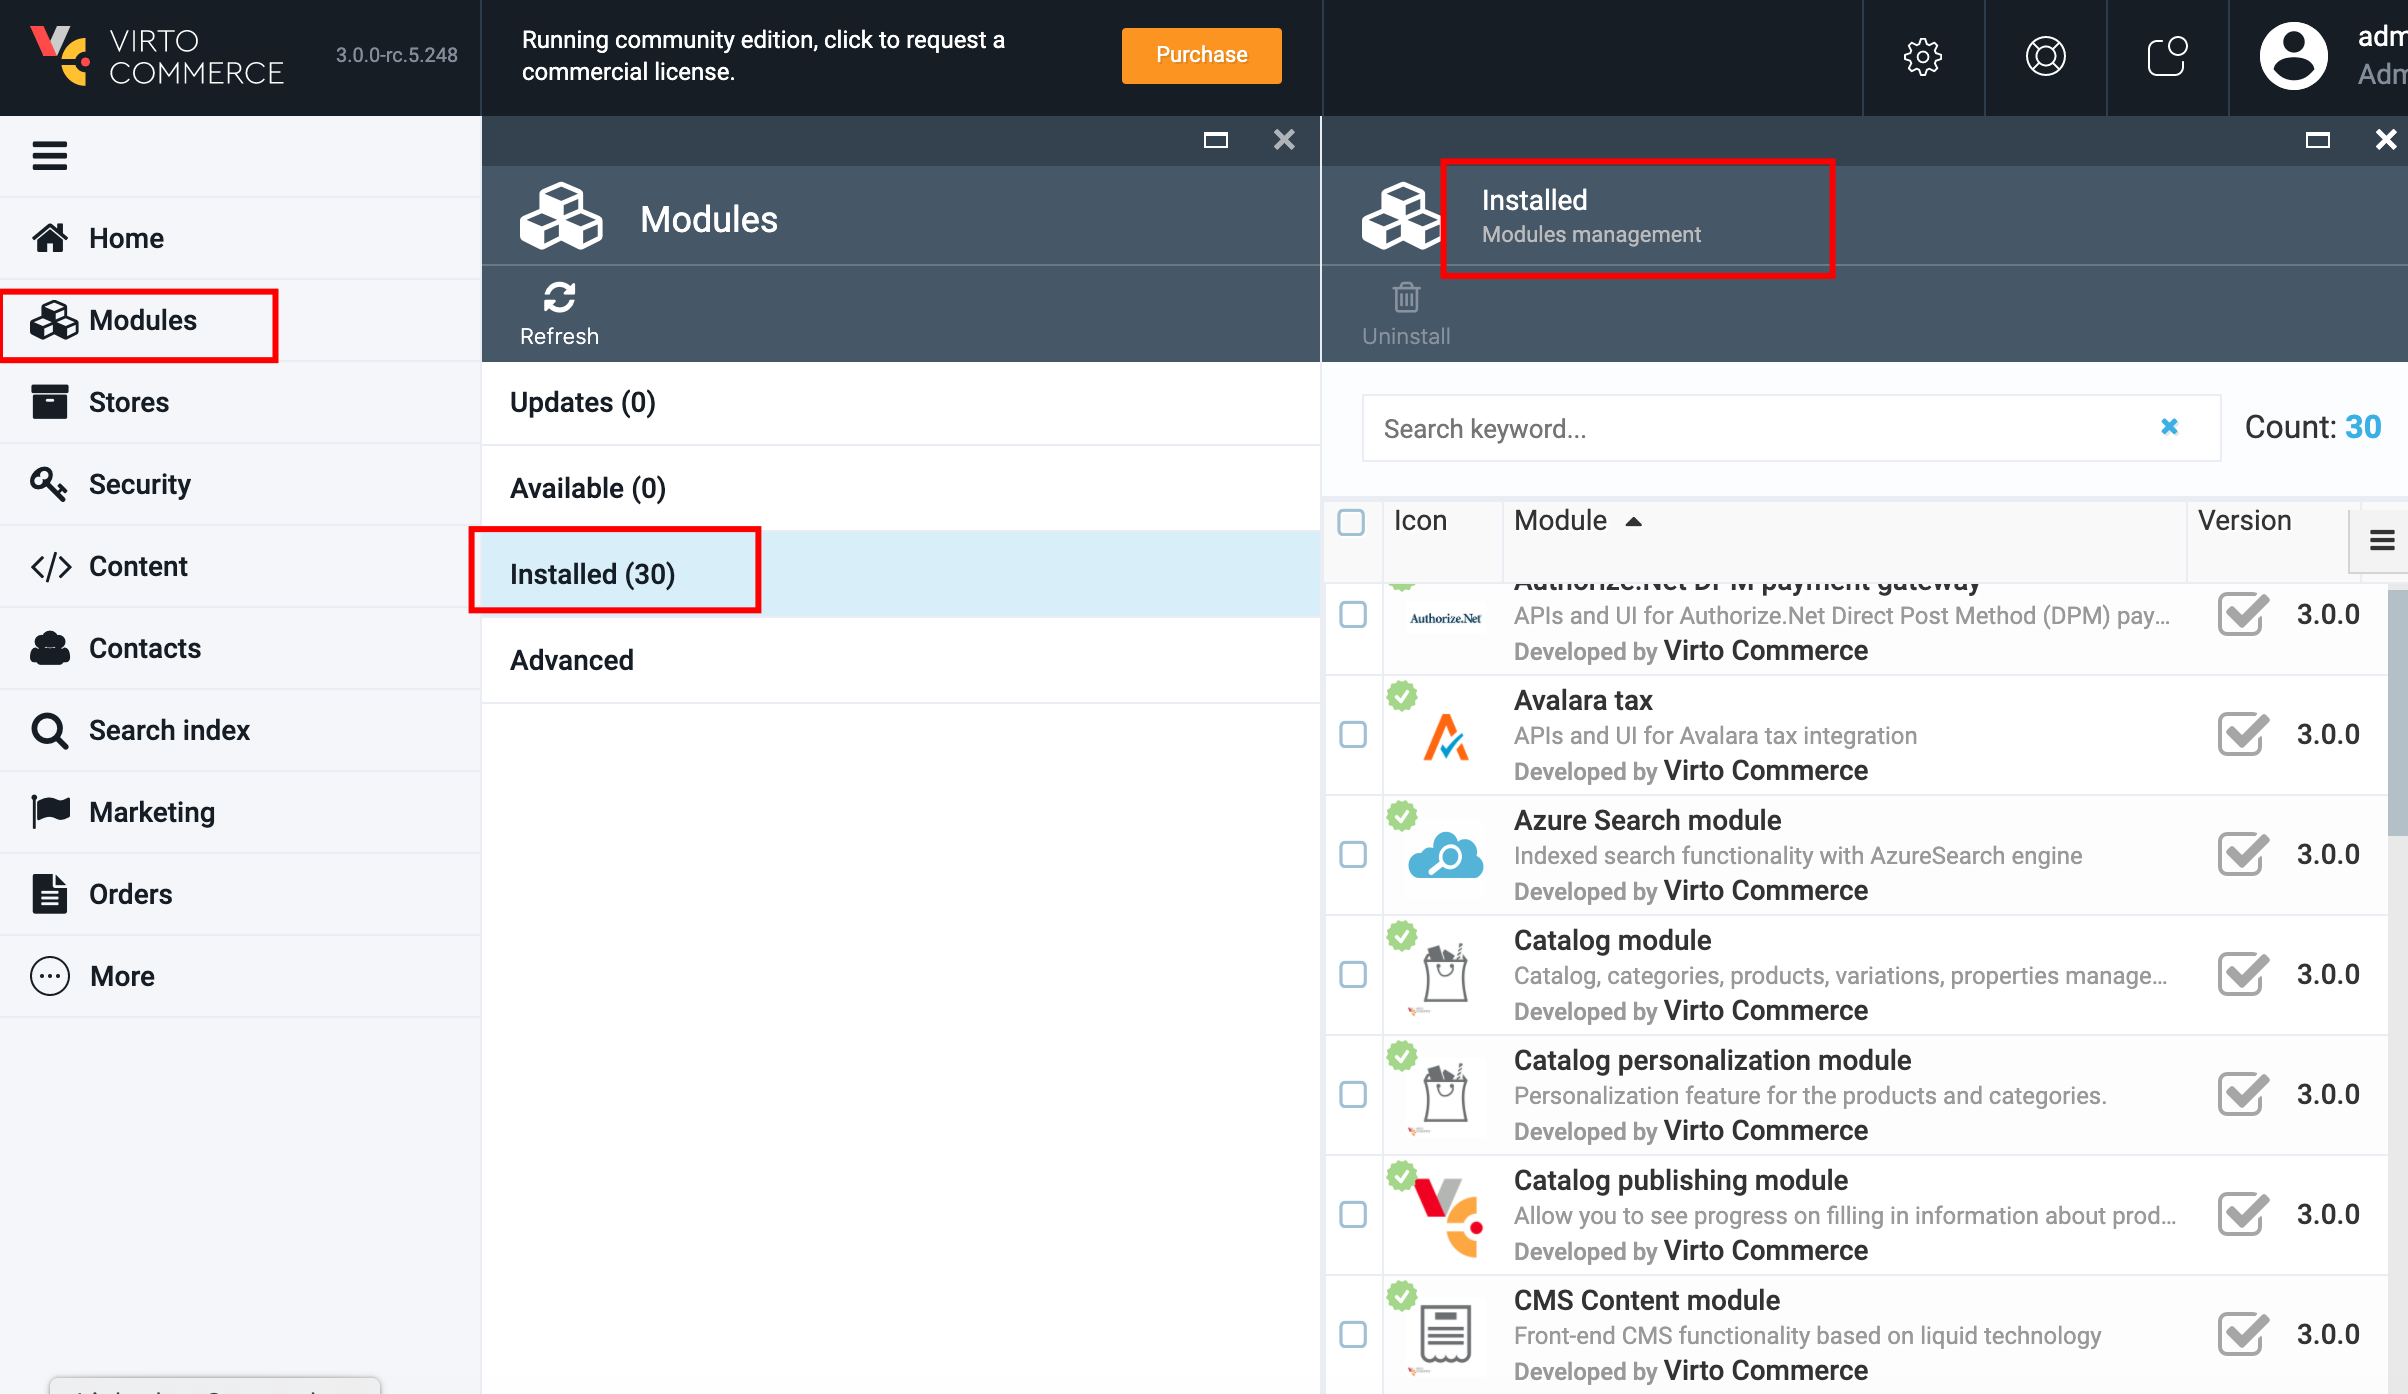 VIRTO
COMMERCE
3.0.0-rc.5.248
Running community edition, click to request a
commercial license.
Purchase
Home
Modules
Stores
Security
Content
Contacts
Search index
Marketing
Orders
More
Modules
Refresh
Updates (0)
Available (0)
Installed (30)
Advanced
Installed
Modules management
Uninstall
Search keyword...
Count: 30
Icon
Module
Version
Authorize.Net DPM payment gateway
Authorize.Net
APIs and UI for Authorize.Net Direct Post Method (DPM) pay...
Developed by Virto Commerce
3.0.0
Avalara tax
APIs and UI for Avalara tax integration
Developed by Virto Commerce
3.0.0
Azure Search module
Indexed search functionality with AzureSearch engine
Developed by Virto Commerce
3.0.0
Catalog module
Catalog, categories, products, variations, properties manage...
Developed by Virto Commerce
3.0.0
Catalog personalization module
Personalization feature for the products and categories.
Developed by Virto Commerce
3.0.0
Catalog publishing module
Allow you to see progress on filling in information about prod...
Developed by Virto Commerce
3.0.0
CMS Content module
Front-end CMS functionality based on liquid technology
Developed by Virto Commerce
3.0.0